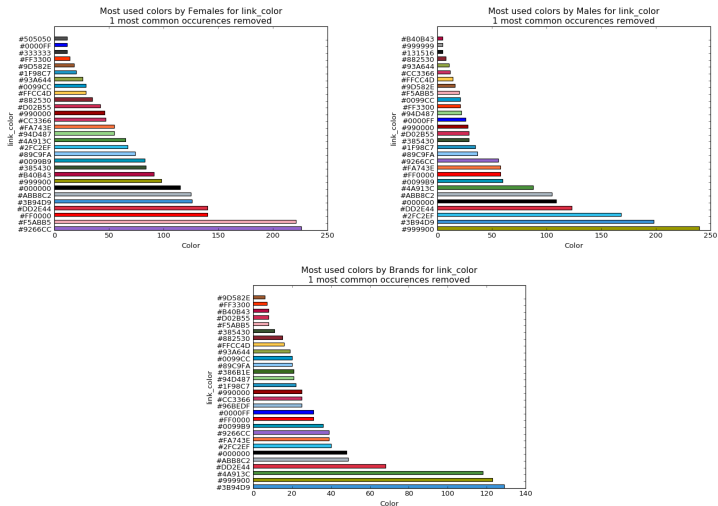 Most used colors by Females for link_color
1 most common occurences removed
#505050
#0000FF
#333333
#FF3300
#9D582E
#1F98C7
#93A644
#0099CC
#FFCC4D
#882530
#D02B55
#990000
#CC3366
#FA743E
#94D487
#4A913C
#2FC2EF
#89C9FA
#0099B9
#385430
#B40B43
#999900
#000000
#ABB8C2
#3B94D9
#DD2E44
#FF0000
#F5ABB5
#9266CC
link_color
0 50 100 150 200 250
Color
Most used colors by Males for link_color
1 most common occurences removed
#B40B43
#999999
#131516
#882530
#93A644
#CC3366
#FFCC4D
#9D582E
#F5ABB5
#0099CC
#FF3300
#94D487
#0000FF
#990000
#D02B55
#385430
#1F98C7
#89C9FA
#9266CC
#FA743E
#FF0000
#0099B9
#4A913C
#ABB8C2
#000000
#DD2E44
#2FC2EF
#3B94D9
#999900
link_color
0 50 100 150 200 250
Color
Most used colors by Brands for link_color
1 most common occurences removed
#9D582E
#FF3300
#B40B43
#D02B55
#F5ABB5
#385430
#882530
#FFCC4D
#93A644
#0099CC
#89C9FA
#386B1E
#94D487
#1F98C7
#990000
#CC3366
#96BEDF
#0000FF
#FF0000
#0099B9
#9266CC
#FA743E
#2FC2EF
#000000
#ABB8C2
#DD2E44
#4A913C
#999900
#3B94D9
link_color
0 20 40 60 80 100 120 140
Color